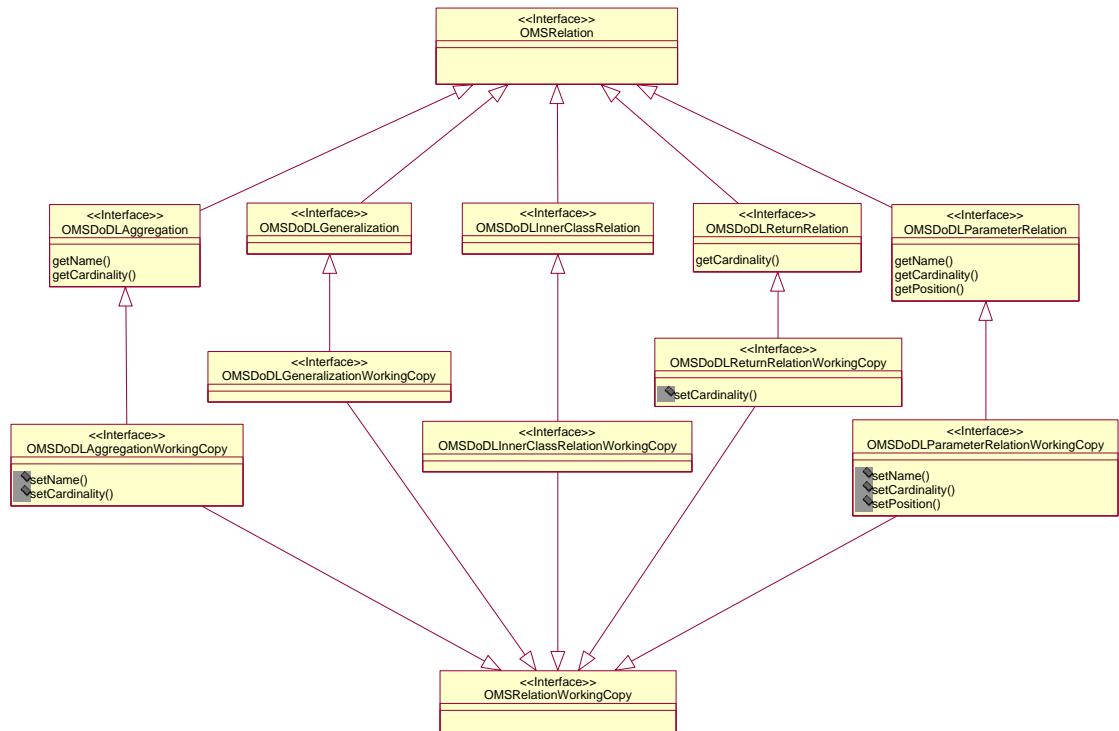 <<Interface>>
OMSRelation
<<Interface>>
OMSDoDLAggregation
getName()
getCardinality()
<<Interface>>
OMSDoDLGeneralization
<<Interface>>
OMSDoDLInnerClassRelation
<<Interface>>
OMSDoDLReturnRelation
getCardinality()
<<Interface>>
OMSDoDLParameterRelation
getName()
getCardinality()
getPosition()
<<Interface>>
OMSDoDLGeneralizationWorkingCopy
<<Interface>>
OMSDoDLReturnRelationWorkingCopy
setCardinality()
<<Interface>>
OMSDoDLAggregationWorkingCopy
setName()
setCardinality()
<<Interface>>
OMSDoDLInnerClassRelationWorkingCopy
<<Interface>>
OMSDoDLParameterRelationWorkingCopy
setName()
setCardinality()
setPosition()
<<Interface>>
OMSRelationWorkingCopy